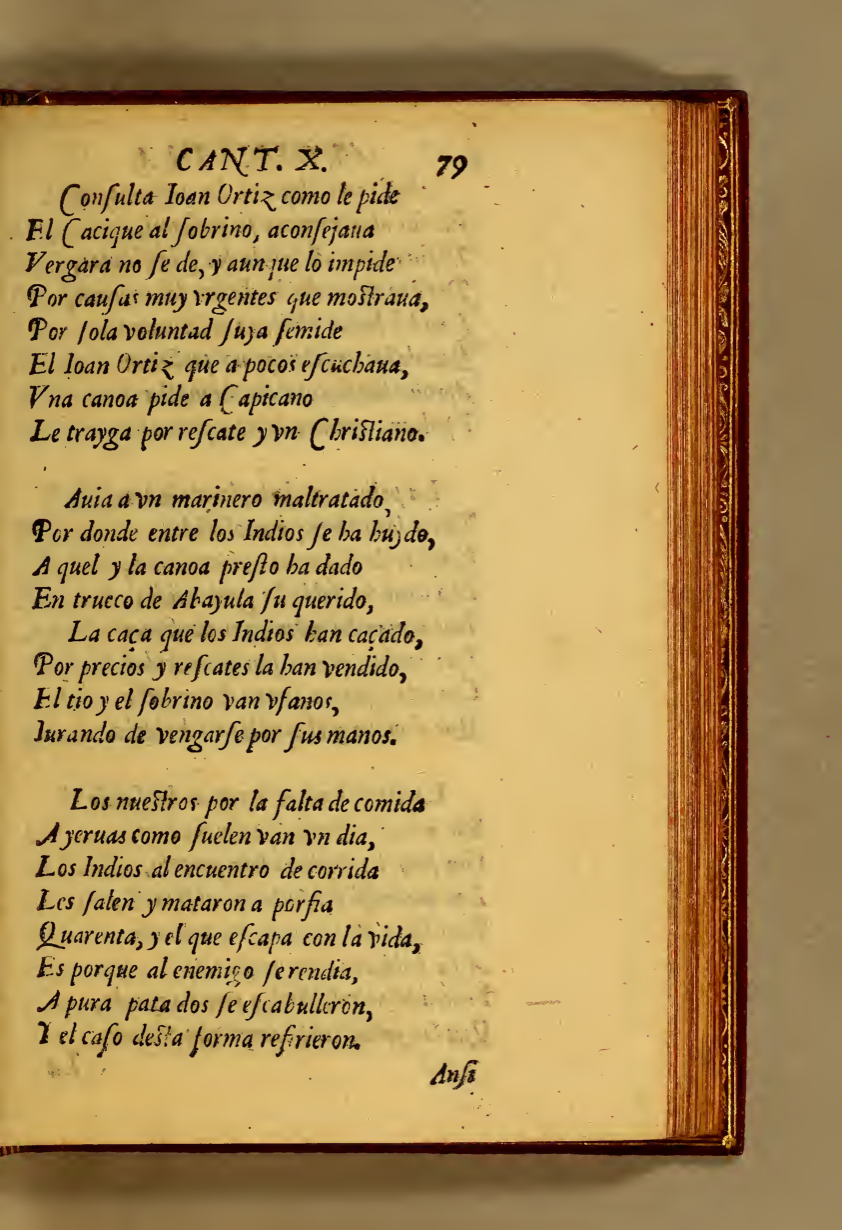 CANT. X. 79
Conſulta Ioan Ortiz como le pide
El Cacique al ſobrino, aconſejaua
Vergara no ſe de, y aunque lo impide
Por cauſas muy vrgentes que moſtraua,
Por ſola voluntad ſuya ſe mide
El Ioan Ortiz que a pocos eſcuchaua,
Vna canoa pide a Capicano
Le trayga por reſcate y vn Chriſtiano.
Auia a vn marinero maltratado,
Por donde entre los Indios ſe ha huydo,
A quel y la canoa preſto ha dado
En trueco de Abayula ſu querido,
La caça que los Indios han caçado,
Por precios y reſcates la han vendido,
El tio y el ſobrino van vfanos,
Iurando de vengarſe por ſus manos.
Los nueſtros por la falta de comida
A yeruas como ſuelen van vn dia,
Los Indios al encuentro de corrida
Les ſalen y mataron a porfia
Quarenta, y el que eſcapa con la vida,
Es porque al enemigo ſe rendia,
A pura pata dos ſe eſcabulleron,
Y el caſo deſta forma refirieron.
Anſi